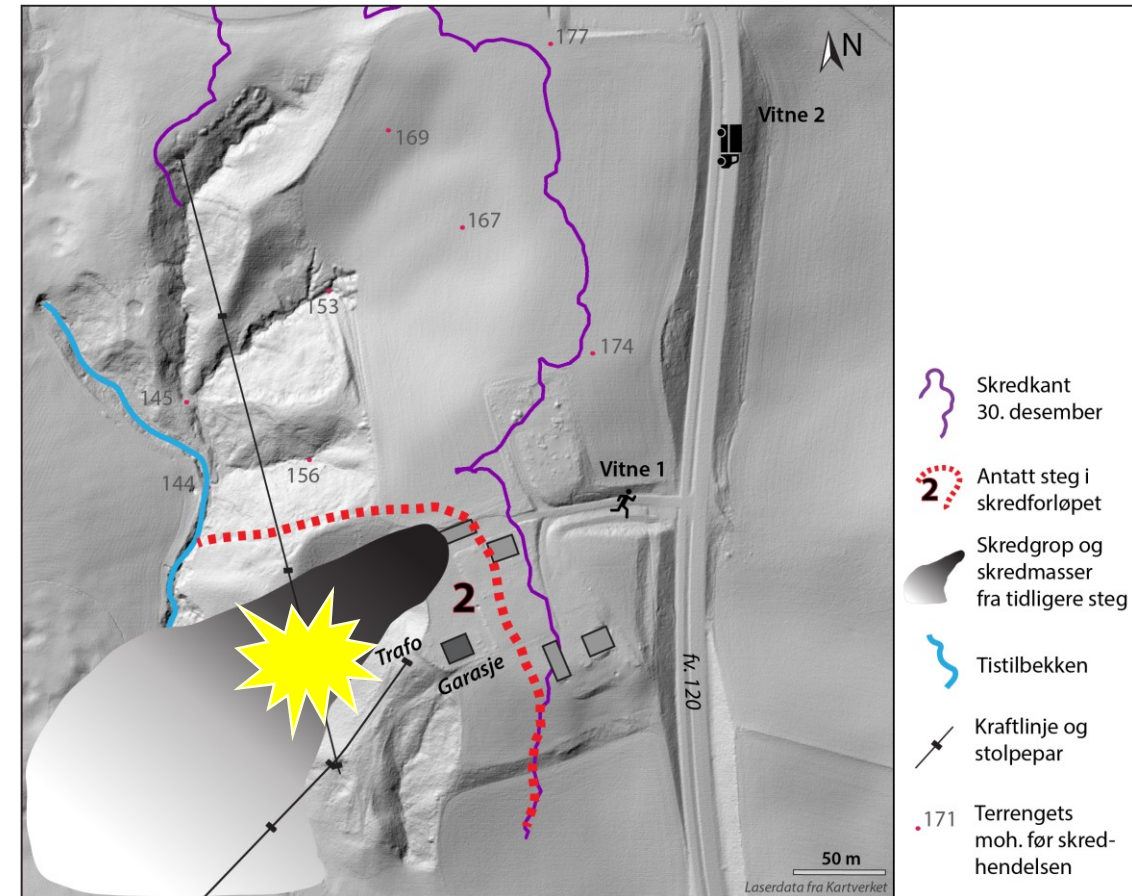 177
N
Vitne 2
169
167
153
174
145
Vitne 1
156
144
2
Trafo
Garasje
fv. 120
50 m
Laserdata fra Kartverket
Skredkant
30. desember
2
Antatt steg i
skredforløpet
Skredgrop og
skredmasser
fra tidligere steg
Tistilbekken
Kraftlinje og
stolpepar
171
Terrengets
moh. før skred-
hendelsen